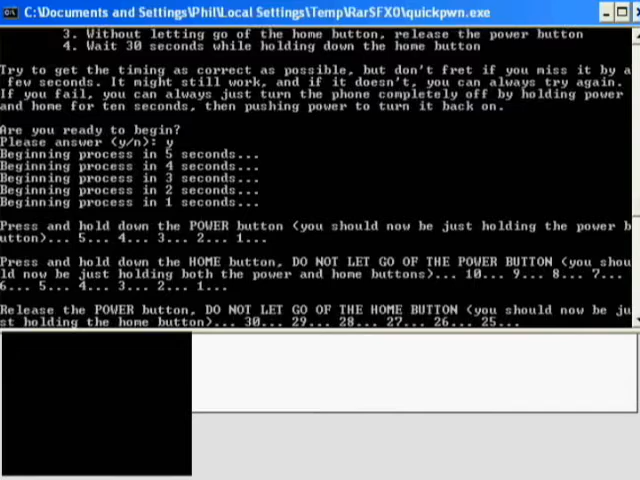 C:\Documents and Settings\Phil\Local Settings\Temp\RarSFX0\quickpwn.exe
3. Without letting go of the home button, release the power button
4. Wait 30 seconds while holding down the home button
Try to get the timing as correct as possible, but don't fret if you miss it by a
few seconds. It might still work, and if it doesn't, you can always try again.
If you fail, you can always just turn the phone completely off by holding power
and home for ten seconds, then pushing power to turn it back on.
Are you ready to begin?
Please answer (y/n): y
Beginning process in 5 seconds...
Beginning process in 4 seconds...
Beginning process in 3 seconds...
Beginning process in 2 seconds...
Beginning process in 1 seconds...
Press and hold down the POWER button (you should now be just holding the power b
utton)... 5... 4... 3... 2... 1...
Press and hold down the HOME button, DO NOT LET GO OF THE POWER BUTTON (you shou
ld now be just holding both the power and home buttons)... 10... 9... 8... 7...
6... 5... 4... 3... 2... 1...
Release the POWER button, DO NOT LET GO OF THE HOME BUTTON (you should now be ju
st holding the home button)... 30... 29... 28... 27... 26... 25...